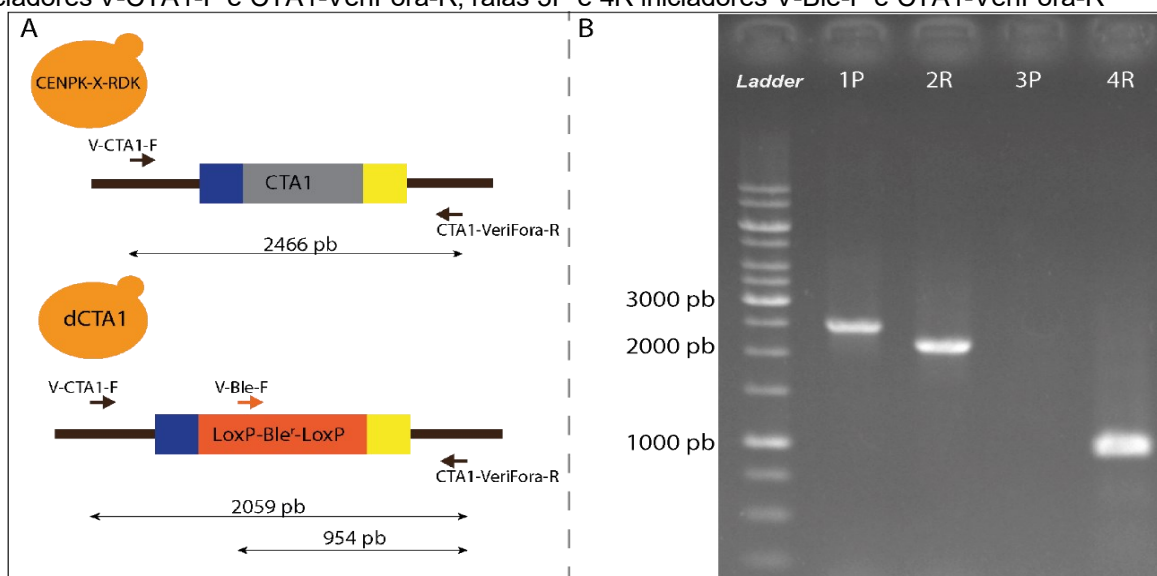 V-CTA1-F e CTA1-VeriFora-R; raias 3P e 4R iniciadores V-Ble-F e CTA1-VeriFora-R
A
CENPK-X-RDK
V-CTA1-F
CTA1
CTA1-VeriFora-R
2466 pb
dCTA1
V-CTA1-F
V-Ble-F
LoxP-Bleʳ-LoxP
CTA1-VeriFora-R
2059 pb
954 pb
B
Ladder 1P 2R 3P 4R
3000 pb
2000 pb
1000 pb